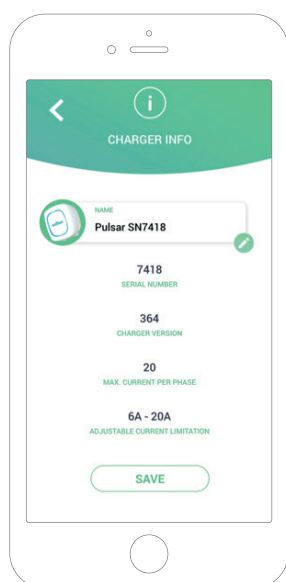 CHARGER INFO
NAME
Pulsar SN7418
7418
SERIAL NUMBER
364
CHARGER VERSION
20
MAX. CURRENT PER PHASE
6A - 20A
ADJUSTABLE CURRENT LIMITATION
SAVE